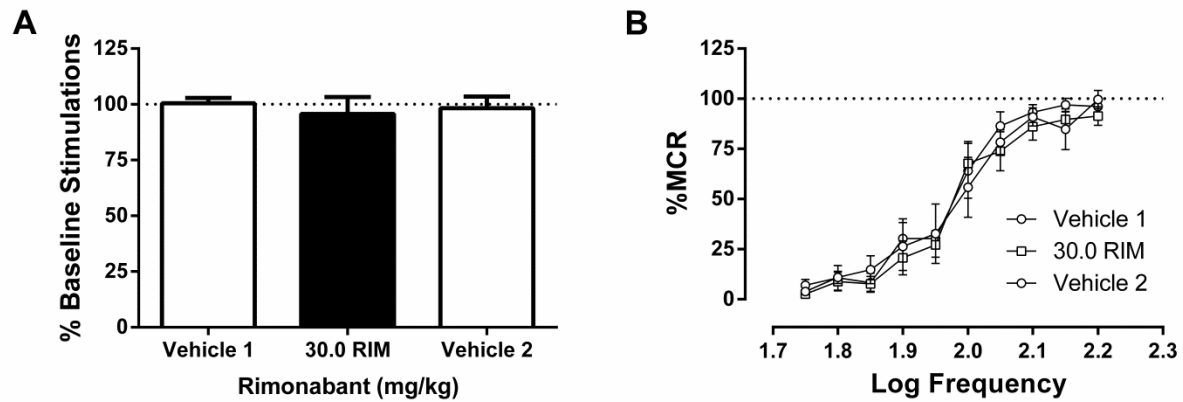 A
% Baseline Stimulations
125
100
75
50
25
0
Vehicle 1 30.0 RIM Vehicle 2
Rimonabant (mg/kg)
B
%MCR
125
100
75
50
25
0
Vehicle 1
30.0 RIM
Vehicle 2
1.7 1.8 1.9 2.0 2.1 2.2 2.3
Log Frequency